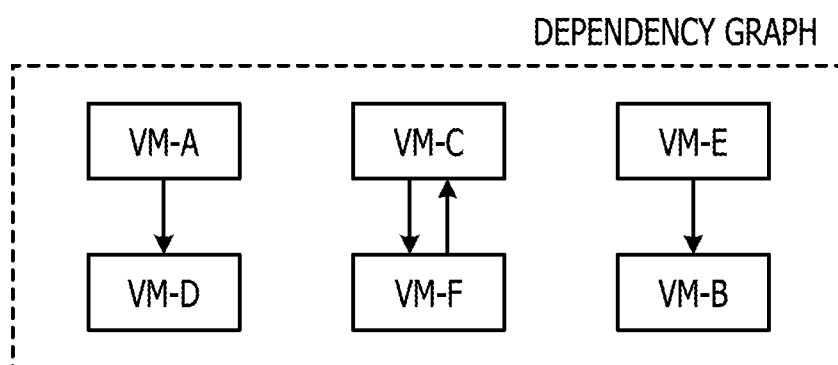 DEPENDENCY GRAPH
VM-A VM-C VM-E
VM-D VM-F VM-B